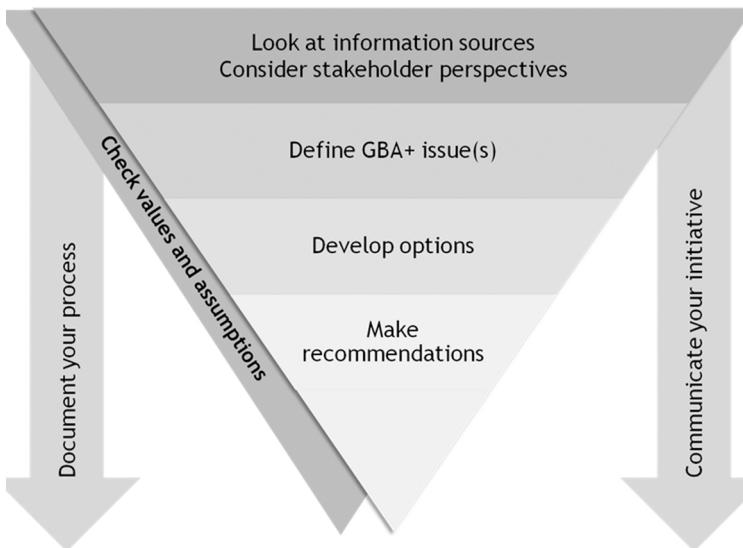 Look at information sources
Consider stakeholder perspectives
Define GBA+ issue(s)
Develop options
Make
recommendations
Check values and assumptions
Document your process
Communicate your initiative